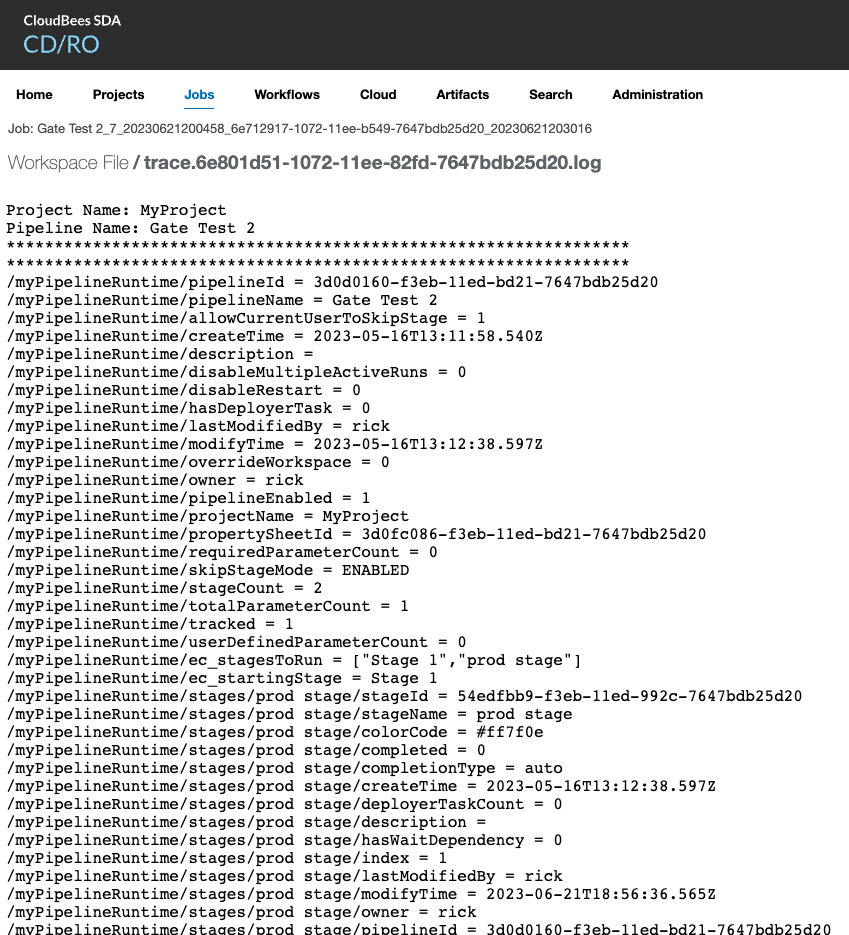 CloudBees SDA
CD/RO
Home Projects Jobs Workflows Cloud Artifacts Search Administration
Job: Gate Test 2_7_20230621200458_6e712917-1072-11ee-b549-7647bdb25d20_20230621203016
Workspace File / trace.6e801d51-1072-11ee-82fd-7647bdb25d20.log
Project Name: MyProject
Pipeline Name: Gate Test 2
*****************************************************************
*****************************************************************
/myPipelineRuntime/pipelineId = 3d0d0160-f3eb-11ed-bd21-7647bdb25d20
/myPipelineRuntime/pipelineName = Gate Test 2
/myPipelineRuntime/allowCurrentUserToSkipStage = 1
/myPipelineRuntime/createTime = 2023-05-16T13:11:58.540Z
/myPipelineRuntime/description =
/myPipelineRuntime/disableMultipleActiveRuns = 0
/myPipelineRuntime/disableRestart = 0
/myPipelineRuntime/hasDeployerTask = 0
/myPipelineRuntime/lastModifiedBy = rick
/myPipelineRuntime/modifyTime = 2023-05-16T13:12:38.597Z
/myPipelineRuntime/overrideWorkspace = 0
/myPipelineRuntime/owner = rick
/myPipelineRuntime/pipelineEnabled = 1
/myPipelineRuntime/projectName = MyProject
/myPipelineRuntime/propertySheetId = 3d0fc086-f3eb-11ed-bd21-7647bdb25d20
/myPipelineRuntime/requiredParameterCount = 0
/myPipelineRuntime/skipStageMode = ENABLED
/myPipelineRuntime/stageCount = 2
/myPipelineRuntime/totalParameterCount = 1
/myPipelineRuntime/tracked = 1
/myPipelineRuntime/userDefinedParameterCount = 0
/myPipelineRuntime/ec_stagesToRun = ["Stage 1","prod stage"]
/myPipelineRuntime/ec_startingStage = Stage 1
/myPipelineRuntime/stages/prod stage/stageId = 54edfbb9-f3eb-11ed-992c-7647bdb25d20
/myPipelineRuntime/stages/prod stage/stageName = prod stage
/myPipelineRuntime/stages/prod stage/colorCode = #ff7f0e
/myPipelineRuntime/stages/prod stage/completed = 0
/myPipelineRuntime/stages/prod stage/completionType = auto
/myPipelineRuntime/stages/prod stage/createTime = 2023-05-16T13:12:38.597Z
/myPipelineRuntime/stages/prod stage/deployerTaskCount = 0
/myPipelineRuntime/stages/prod stage/description =
/myPipelineRuntime/stages/prod stage/hasWaitDependency = 0
/myPipelineRuntime/stages/prod stage/index = 1
/myPipelineRuntime/stages/prod stage/lastModifiedBy = rick
/myPipelineRuntime/stages/prod stage/modifyTime = 2023-06-21T18:56:36.565Z
/myPipelineRuntime/stages/prod stage/owner = rick
/myPipelineRuntime/stages/prod stage/pipelineId = 3d0d0160-f3eb-11ed-bd21-7647bdb25d20